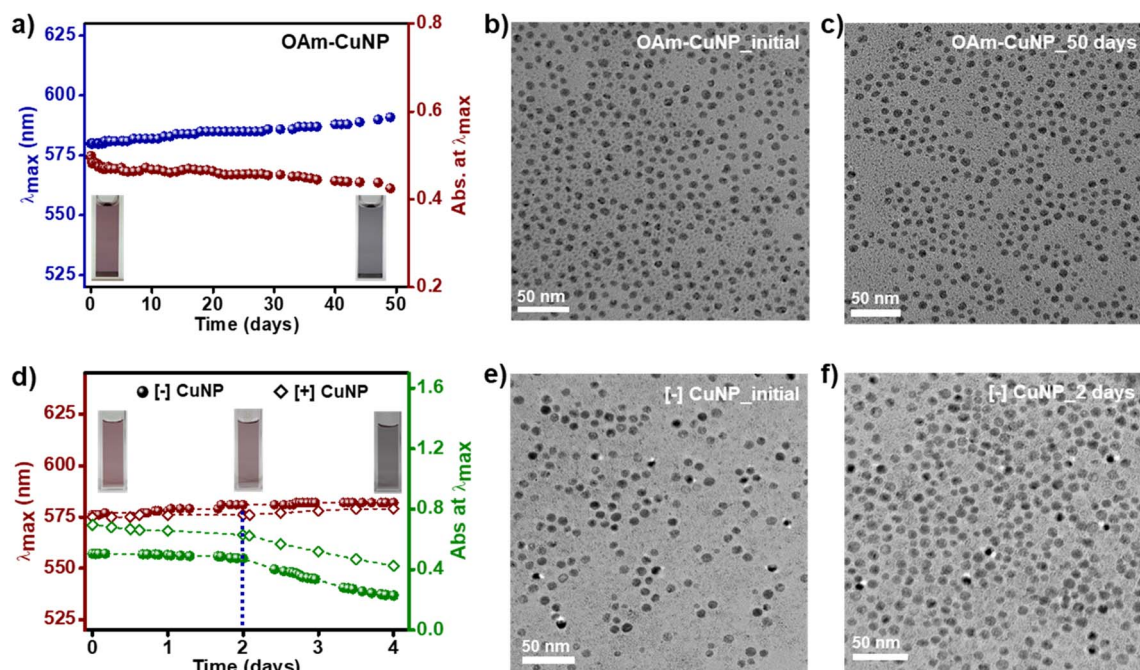 a)
OAm-CuNP
λmax (nm)
625
600
575
550
525
Abs. at λmax
0.8
0.6
0.4
0.2
0 10 20 30 40 50
Time (days)
b)
OAm-CuNP_initial
50 nm
c)
OAm-CuNP_50 days
50 nm
d)
[-] CuNP [+] CuNP
λmax (nm)
625
600
575
550
525
Abs at λmax
1.6
1.2
0.8
0.4
0.0
0 1 2 3 4
Time (days)
e)
[-] CuNP_initial
50 nm
f)
[-] CuNP_2 days
50 nm